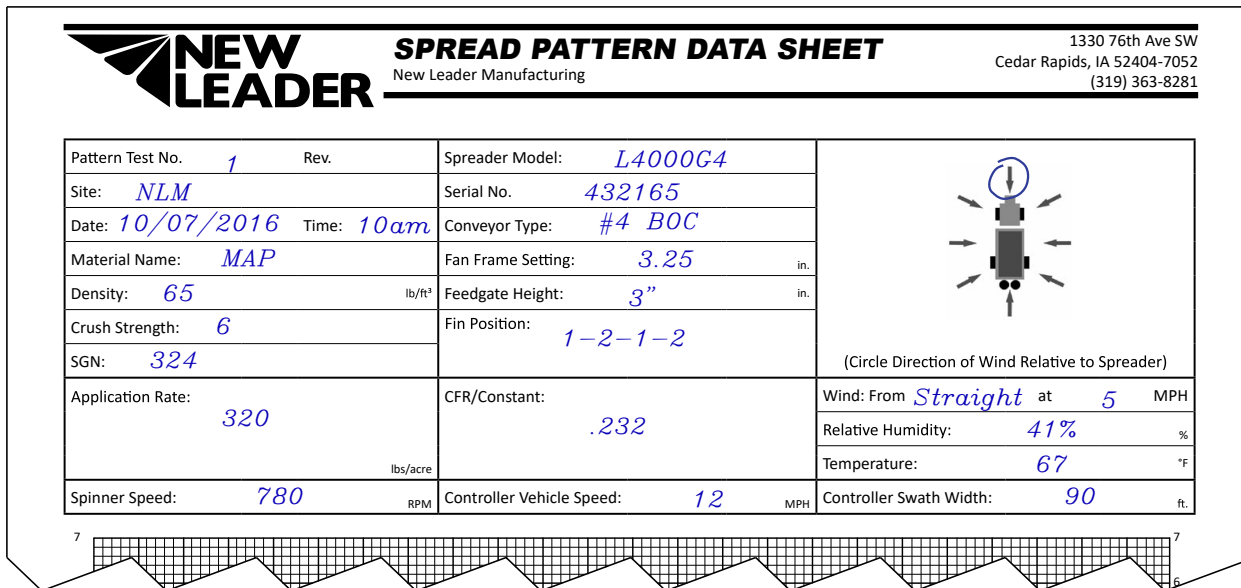 NEW LEADER
SPREAD PATTERN DATA SHEET
New Leader Manufacturing
1330 76th Ave SW
Cedar Rapids, IA 52404-7052
(319) 363-8281
Pattern Test No. 1 Rev.
Site: NLM
Date: 10/07/2016 Time: 10am
Material Name: MAP
Density: 65 lb/ft³
Crush Strength: 6
SGN: 324
Spreader Model: L4000G4
Serial No. 432165
Conveyor Type: #4 BOC
Fan Frame Setting: 3.25 in.
Feedgate Height: 3" in.
Fin Position: 1-2-1-2
(Circle Direction of Wind Relative to Spreader)
Application Rate: 320 lbs/acre
CFR/Constant: .232
Wind: From Straight at 5 MPH
Relative Humidity: 41% %
Temperature: 67 °F
Spinner Speed: 780 RPM
Controller Vehicle Speed: 12 MPH
Controller Swath Width: 90 ft.
7 7
6